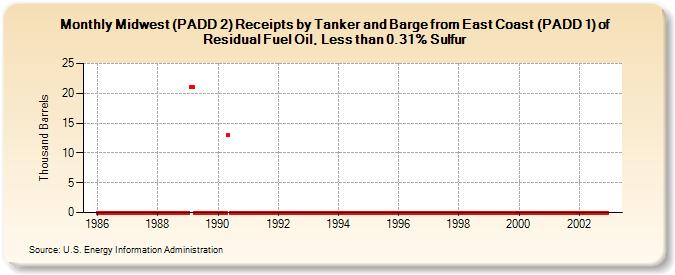 Monthly Midwest (PADD 2) Receipts by Tanker and Barge from East Coast (PADD 1) of
Residual Fuel Oil, Less than 0.31% Sulfur
Thousand Barrels
25
20
15
10
5
0
1986 1988 1990 1992 1994 1996 1998 2000 2002
Source: U.S. Energy Information Administration